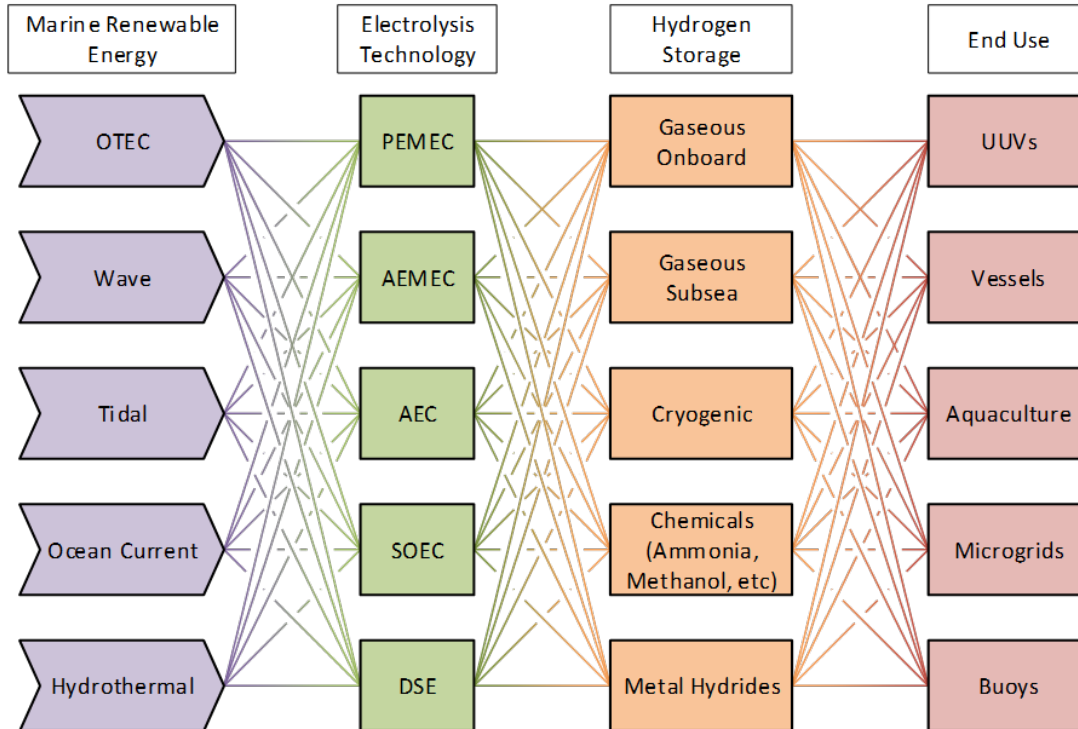 Marine Renewable
Energy
Electrolysis
Technology
Hydrogen
Storage
End Use
OTEC
PEMEC
Gaseous
Onboard
UUVs
Wave
AEMEC
Gaseous
Subsea
Vessels
Tidal
AEC
Cryogenic
Aquaculture
Ocean Current
SOEC
Chemicals
(Ammonia,
Methanol, etc)
Microgrids
Hydrothermal
DSE
Metal Hydrides
Buoys